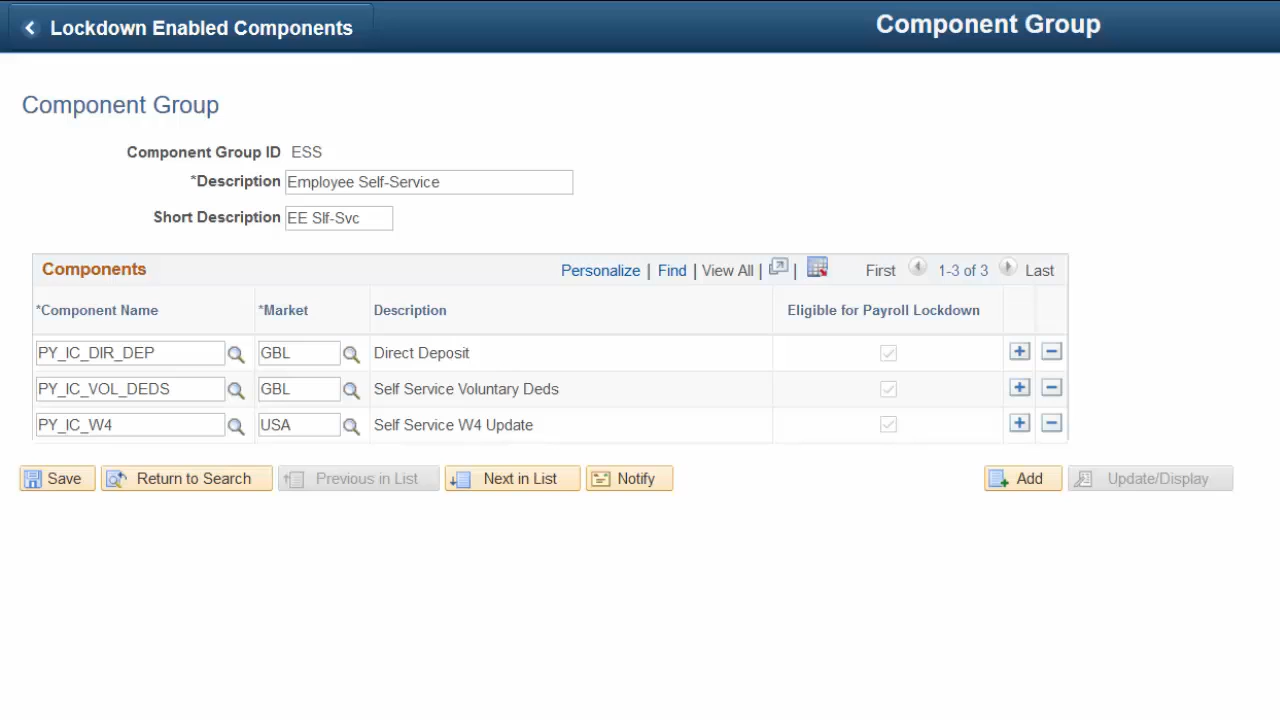 Lockdown Enabled Components
Component Group
Component Group
Component Group ID ESS
*Description Employee Self-Service
Short Description EE Slf-Svc
Components Personalize | Find | View All | | First 1-3 of 3 Last
*Component Name *Market Description Eligible for Payroll Lockdown
PY_IC_DIR_DEP GBL Direct Deposit
PY_IC_VOL_DEDS GBL Self Service Voluntary Deds
PY_IC_W4 USA Self Service W4 Update
Save Return to Search Previous in List Next in List Notify Add Update/Display